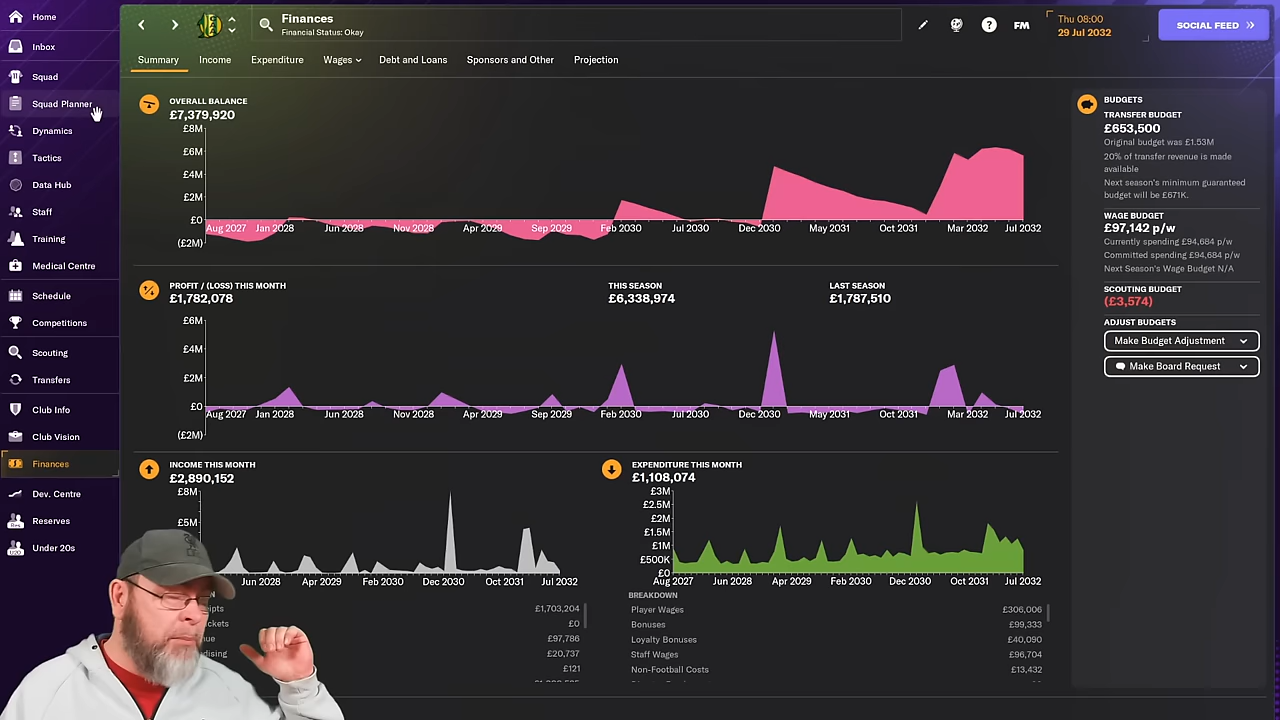 Home
Inbox
Squad
Squad Planner
Dynamics
Tactics
Data Hub
Staff
Training
Medical Centre
Schedule
Competitions
Scouting
Transfers
Club Info
Club Vision
Finances
Dev. Centre
Reserves
Under 20s
Finances
Financial Status: Okay
FM
Thu 08:00
29 Jul 2032
SOCIAL FEED
Summary Income Expenditure Wages Debt and Loans Sponsors and Other Projection
OVERALL BALANCE
£7,379,920
£8M
£6M
£4M
£2M
£0
(£2M)
Aug 2027 Jan 2028 Jun 2028 Nov 2028 Apr 2029 Sep 2029 Feb 2030 Jul 2030 Dec 2030 May 2031 Oct 2031 Mar 2032 Jul 2032
PROFIT / (LOSS) THIS MONTH
£1,782,078
THIS SEASON
£6,338,974
LAST SEASON
£1,787,510
£6M
£4M
£2M
£0
(£2M)
Aug 2027 Jan 2028 Jun 2028 Nov 2028 Apr 2029 Sep 2029 Feb 2030 Jul 2030 Dec 2030 May 2031 Oct 2031 Mar 2032 Jul 2032
INCOME THIS MONTH
£2,890,152
£8M
£5M
Jun 2028 Apr 2029 Feb 2030 Dec 2030 Oct 2031 Jul 2032
£1,703,204
£0
£97,786
£20,737
£121
EXPENDITURE THIS MONTH
£1,108,074
£3M
£2.5M
£2M
£1.5M
£1M
£500K
£0
Aug 2027 Jun 2028 Apr 2029 Feb 2030 Dec 2030 Oct 2031 Jul 2032
BREAKDOWN
Player Wages £306,006
Bonuses £99,333
Loyalty Bonuses £40,090
Staff Wages £96,704
Non-Football Costs £13,432
BUDGETS
TRANSFER BUDGET
£653,500
Original budget was £1.53M
20% of transfer revenue is made
available
Next season's minimum guaranteed
budget will be £671K.
WAGE BUDGET
£97,142 p/w
Currently spending £94,684 p/w
Committed spending £94,684 p/w
Next Season's Wage Budget N/A
SCOUTING BUDGET
(£3,574)
ADJUST BUDGETS
Make Budget Adjustment
Make Board Request